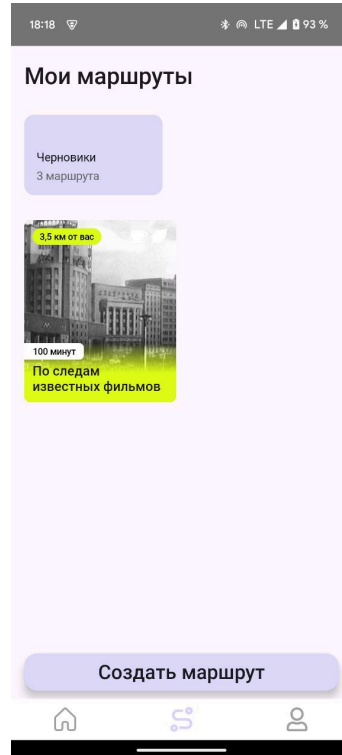 18:18 LTE 93 %
Мои маршруты
Черновики
3 маршрута
3,5 км от вас
100 минут
По следам
известных фильмов
Создать маршрут